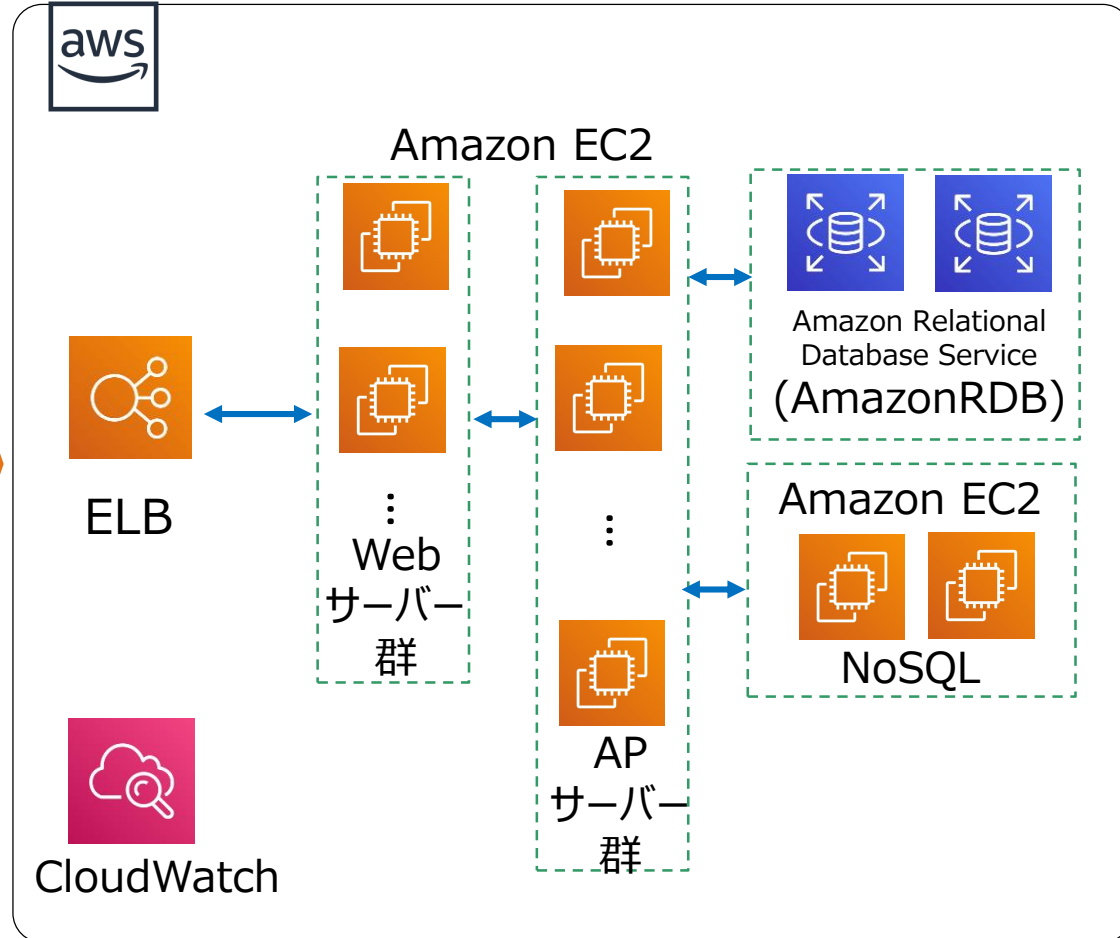 aws
Amazon EC2
ELB
CloudWatch
⋮
Web
サーバー
群
⋮
AP
サーバー
群
Amazon Relational
Database Service
(AmazonRDB)
Amazon EC2
NoSQL